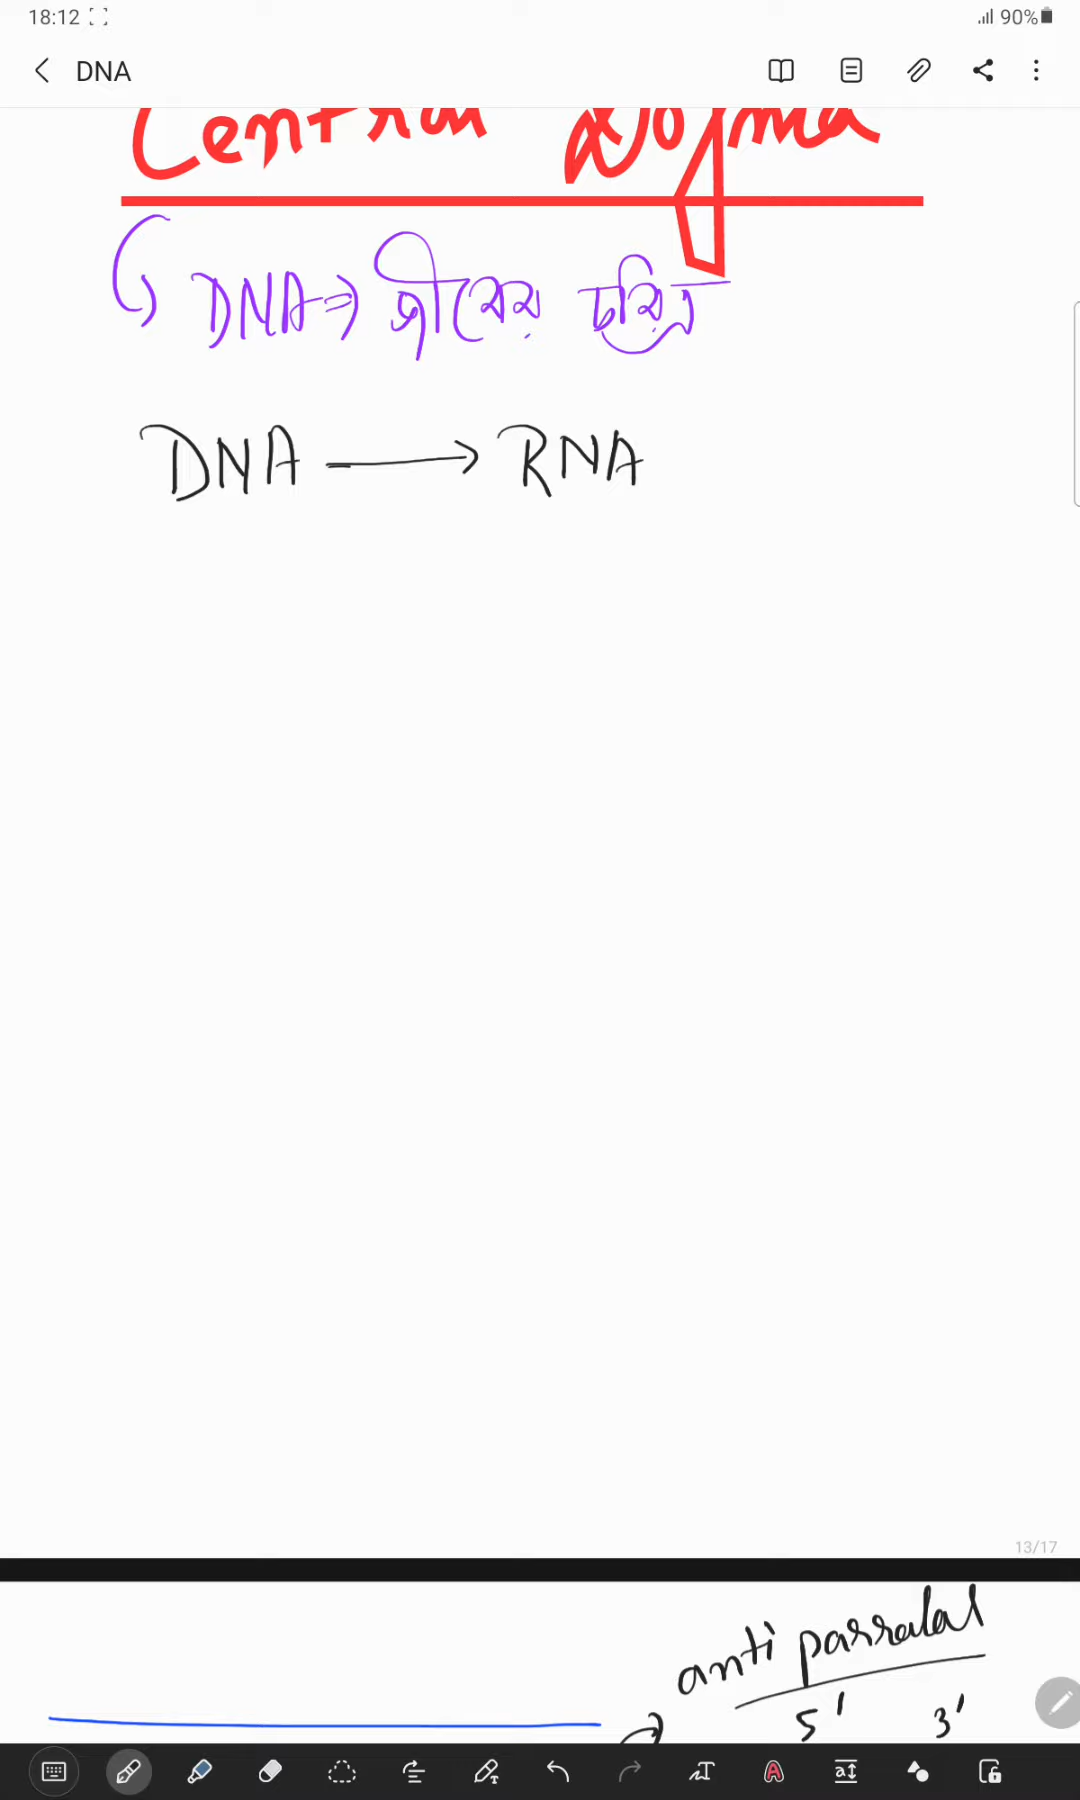 18:12 90%
DNA
Central Dogma
DNA⇒ জীবের চরিত্র
DNA → RNA
13/17
anti parralal
5' 3'